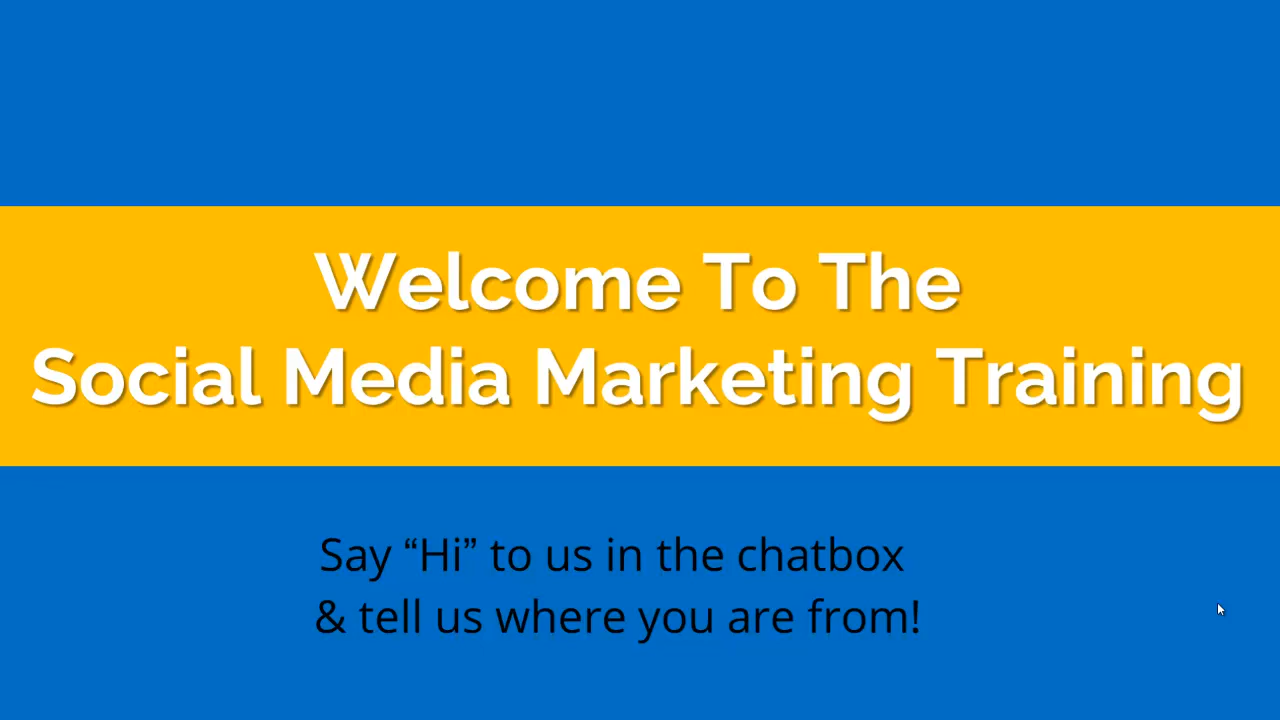 Welcome To The
Social Media Marketing Training
Say “Hi” to us in the chatbox
& tell us where you are from!